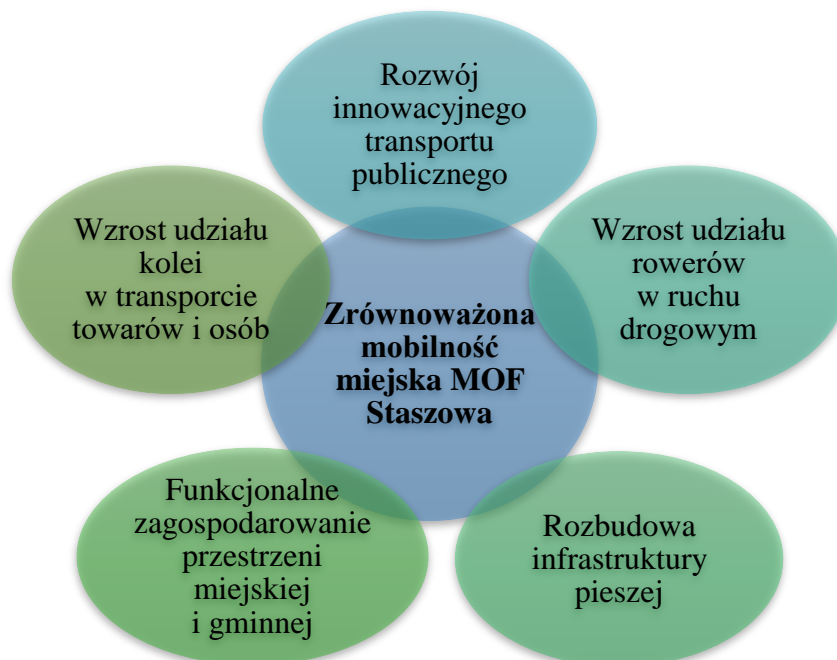 Rozwój
innowacyjnego
transportu
publicznego
Wzrost udziału
kolei
w transporcie
towarów i osób
Wzrost udziału
rowerów
w ruchu
drogowym
Zrównoważona
mobilność
miejska MOF
Staszowa
Funkcjonalne
zagospodarowanie
przestrzeni
miejskiej
i gminnej
Rozbudowa
infrastruktury
pieszej